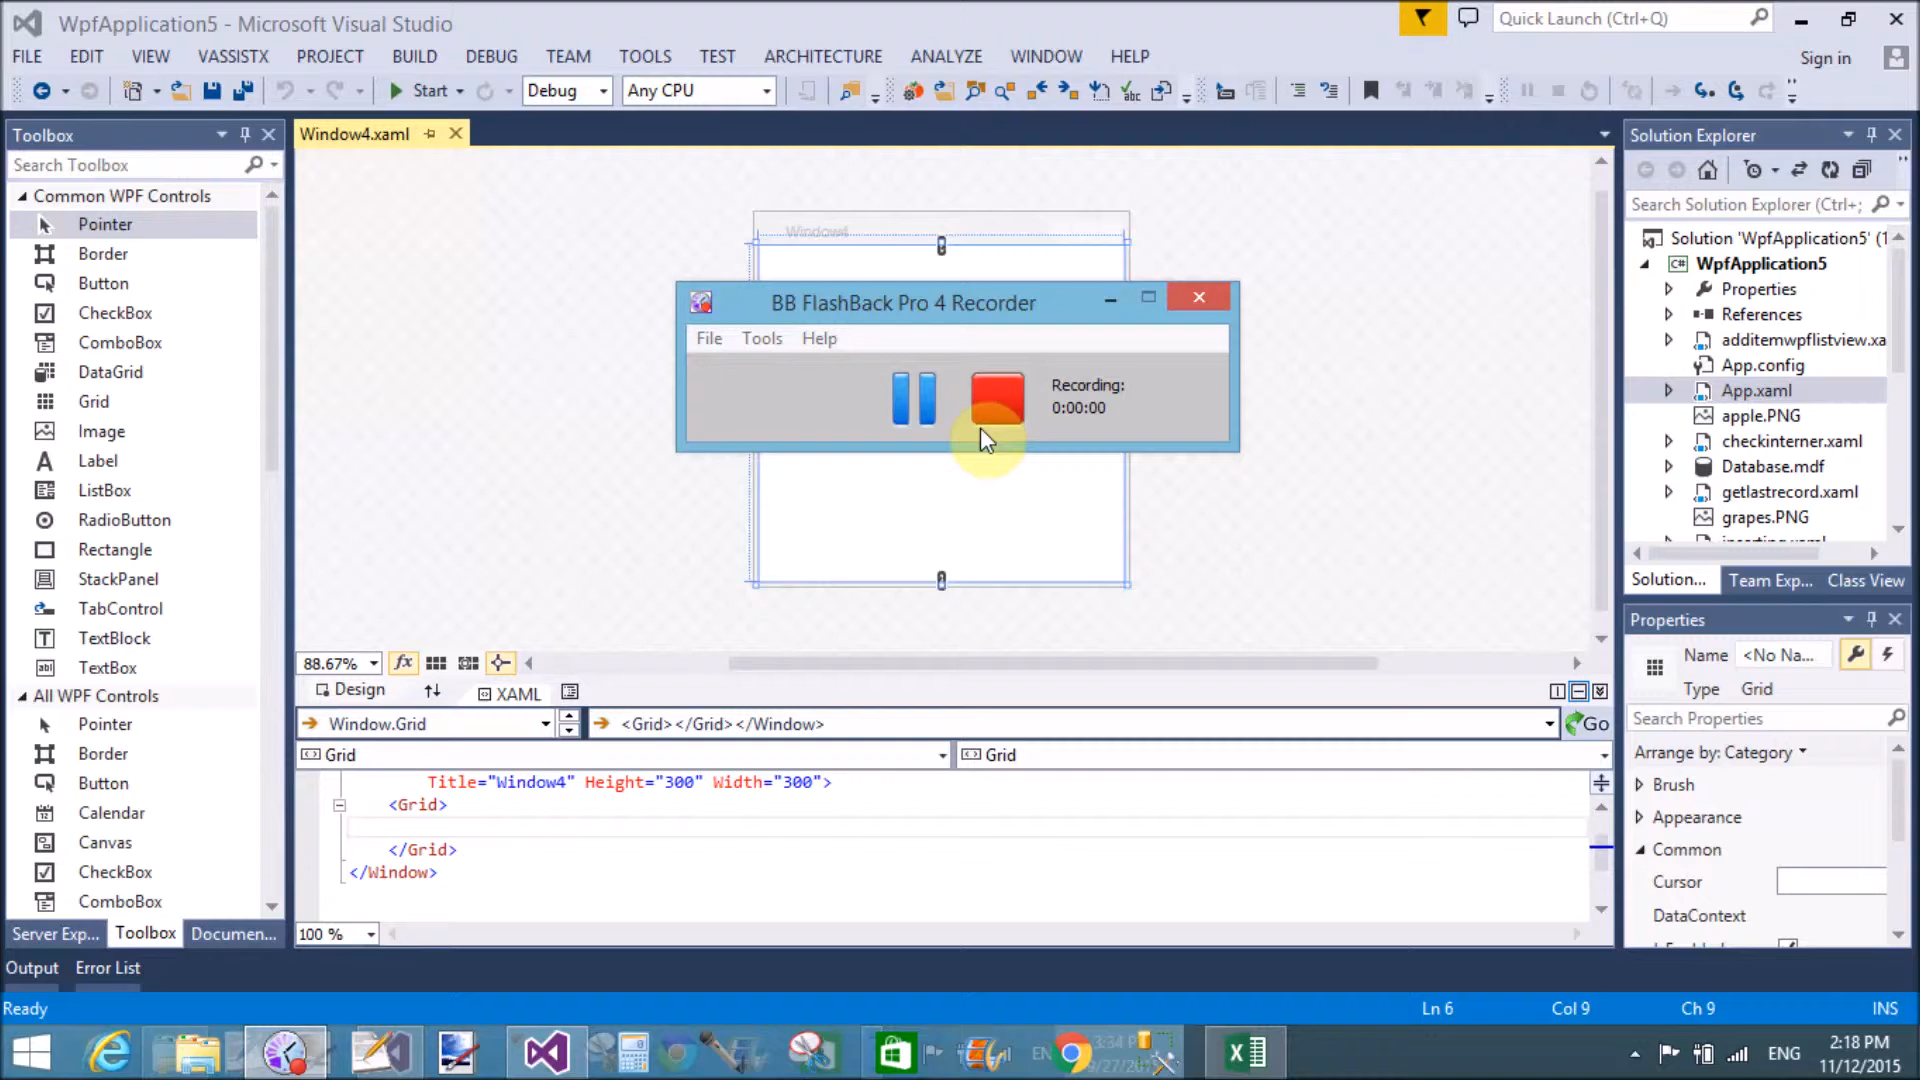 WpfApplication5 - Microsoft Visual Studio
Quick Launch (Ctrl+Q)
FILE EDIT VIEW VASSISTX PROJECT BUILD DEBUG TEAM TOOLS TEST ARCHITECTURE ANALYZE WINDOW HELP
Sign in
Start Debug Any CPU
Toolbox
Search Toolbox
Common WPF Controls
Pointer
Border
Button
CheckBox
ComboBox
DataGrid
Grid
Image
Label
ListBox
RadioButton
Rectangle
StackPanel
TabControl
TextBlock
TextBox
All WPF Controls
Pointer
Border
Button
Calendar
Canvas
CheckBox
ComboBox
Server Exp... Toolbox Documen...
Window4.xaml
Window4
BB FlashBack Pro 4 Recorder
File Tools Help
Recording:
0:00:00
88.67%
Design XAML
Window.Grid <Grid></Grid></Window> Go
Grid Grid
Title="Window4" Height="300" Width="300">
<Grid>
</Grid>
</Window>
100 %
Solution Explorer
Search Solution Explorer (Ctrl+;
Solution 'WpfApplication5' (1
WpfApplication5
Properties
References
additemwpflistview.xa
App.config
App.xaml
apple.PNG
checkinterner.xaml
Database.mdf
getlastrecord.xaml
grapes.PNG
Solution... Team Exp... Class View
Properties
Name <No Na...
Type Grid
Search Properties
Arrange by: Category
Brush
Appearance
Common
Cursor
DataContext
Output Error List
Ready Ln 6 Col 9 Ch 9 INS
ENG
2:18 PM
11/12/2015